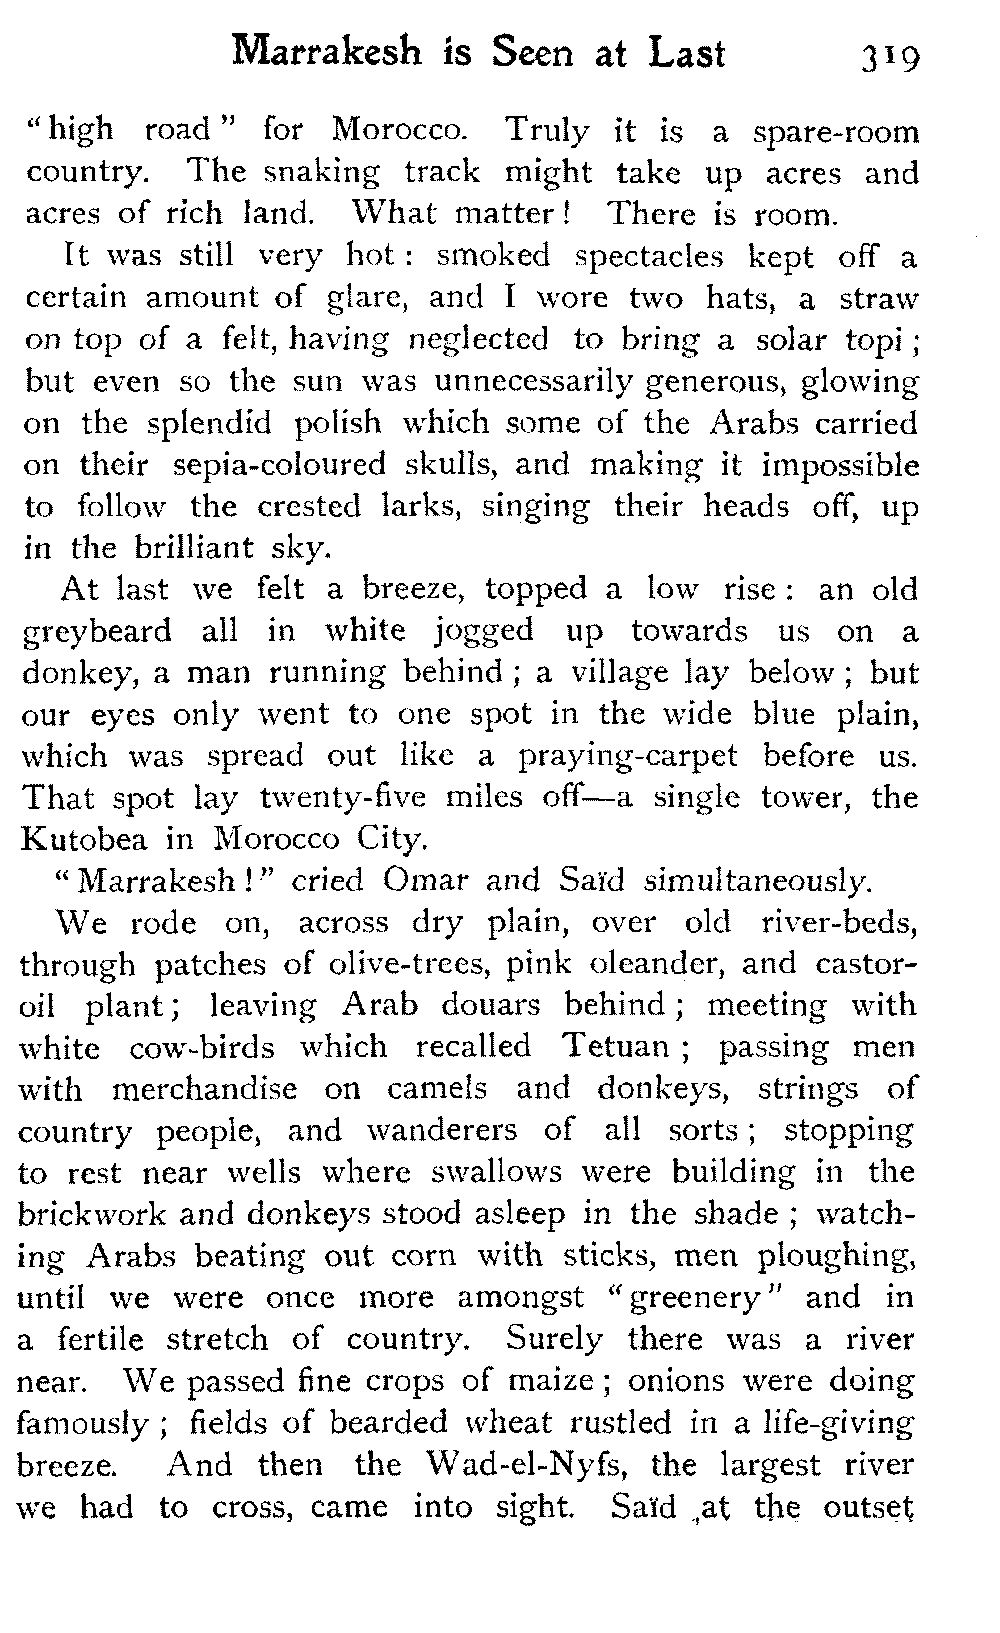 Marrakesh is Seen at Last 319
"high road" for Morocco. Truly it is a spare-room
country. The snaking track might take up acres and
acres of rich land. What matter! There is room.
It was still very hot: smoked spectacles kept off a
certain amount of glare, and I wore two hats, a straw
on top of a felt, having neglected to bring a solar topi;
but even so the sun was unnecessarily generous, glowing
on the splendid polish which some of the Arabs carried
on their sepia-coloured skulls, and making it impossible
to follow the crested larks, singing their heads off, up
in the brilliant sky.
At last we felt a breeze, topped a low rise: an old
greybeard all in white jogged up towards us on a
donkey, a man running behind; a village lay below; but
our eyes only went to one spot in the wide blue plain,
which was spread out like a praying-carpet before us.
That spot lay twenty-five miles off—a single tower, the
Kutobea in Morocco City.
"Marrakesh!" cried Omar and Saïd simultaneously.
We rode on, across dry plain, over old river-beds,
through patches of olive-trees, pink oleander, and castor-
oil plant; leaving Arab douars behind; meeting with
white cow-birds which recalled Tetuan; passing men
with merchandise on camels and donkeys, strings of
country people, and wanderers of all sorts; stopping
to rest near wells where swallows were building in the
brickwork and donkeys stood asleep in the shade; watch-
ing Arabs beating out corn with sticks, men ploughing,
until we were once more amongst "greenery" and in
a fertile stretch of country. Surely there was a river
near. We passed fine crops of maize; onions were doing
famously; fields of bearded wheat rustled in a life-giving
breeze. And then the Wad-el-Nyfs, the largest river
we had to cross, came into sight. Saïd at the outset